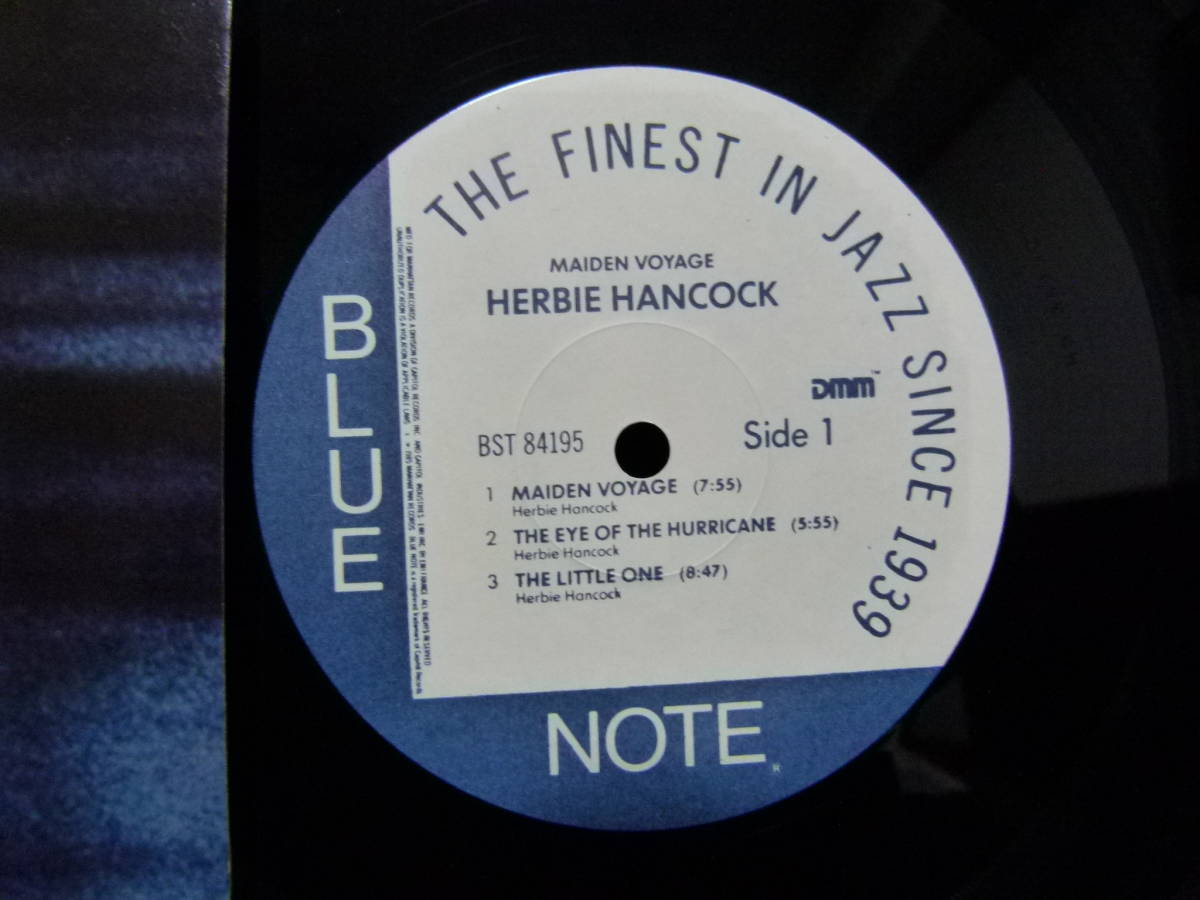 THE FINEST IN JAZZ SINCE 1939
MAIDEN VOYAGE
HERBIE HANCOCK
DMM™
BST 84195
Side 1
1 MAIDEN VOYAGE (7:55)
Herbie Hancock
2 THE EYE OF THE HURRICANE (5:55)
Herbie Hancock
3 THE LITTLE ONE (8:47)
Herbie Hancock
BLUE
NOTE®